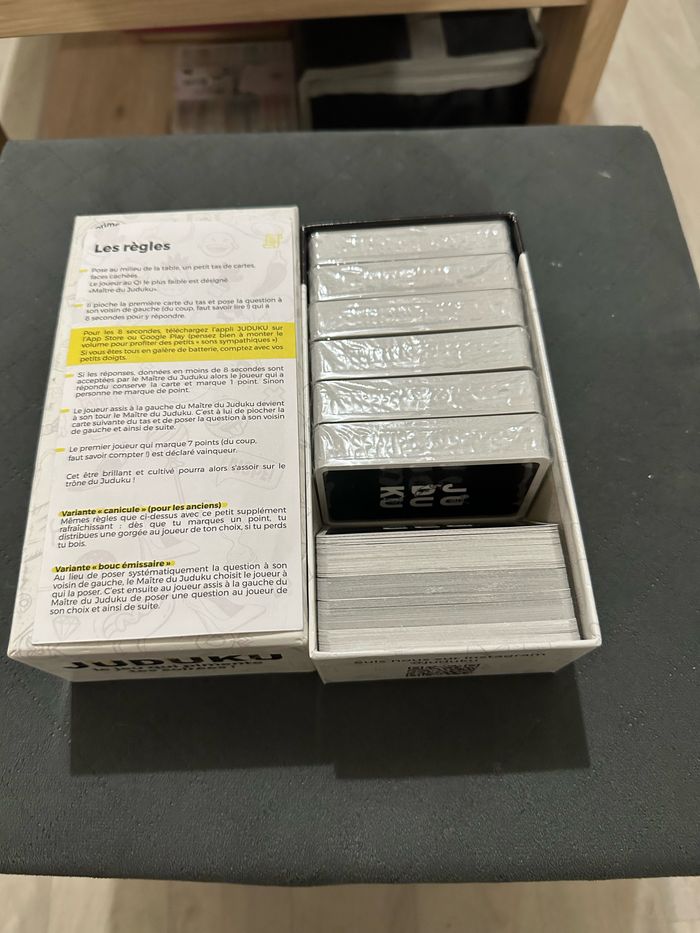 Les règles
Pose au milieu de la table, un petit tas de cartes,
faces cachées.
Le joueur au QI le plus faible est désigné
«Maître du Juduku».
Il pioche la première carte du tas et pose la question à
son voisin de gauche (du coup, faut savoir lire !) qui a
8 secondes pour y répondre.
Pour les 8 secondes, téléchargez l'appli JUDUKU sur
l'App Store ou Google Play (pensez bien à monter le
volume pour profiter des petits « sons sympathiques »)
Si vous êtes tous en galère de batterie, comptez avec vos
petits doigts.
Si les réponses, données en moins de 8 secondes sont
acceptées par le Maître du Juduku alors le joueur qui a
répondu conserve la carte et marque 1 point. Sinon
personne ne marque de point.
Le joueur assis à la gauche du Maître du Juduku devient
à son tour le Maître du Juduku. C'est à lui de piocher la
carte suivante du tas et de poser la question à son voisin
de gauche et ainsi de suite.
Le premier joueur qui marque 7 points (du coup,
faut savoir compter !) est déclaré vainqueur.
Cet être brillant et cultivé pourra alors s'assoir sur le
trône du Juduku !
Variante « canicule » (pour les anciens)
Mêmes règles que ci-dessus avec ce petit supplément
rafraîchissant : dès que tu marques un point, tu
distribues une gorgée au joueur de ton choix, si tu perds
tu bois.
Variante « bouc émissaire »
Au lieu de poser systématiquement la question à son
voisin de gauche, le Maître du Juduku choisit le joueur à
qui la poser. C'est ensuite au joueur assis à la gauche du
Maître du Juduku de poser une question au joueur de
son choix et ainsi de suite.
JUDUKU
JU
DU
KU
Suis nous sur Instagram